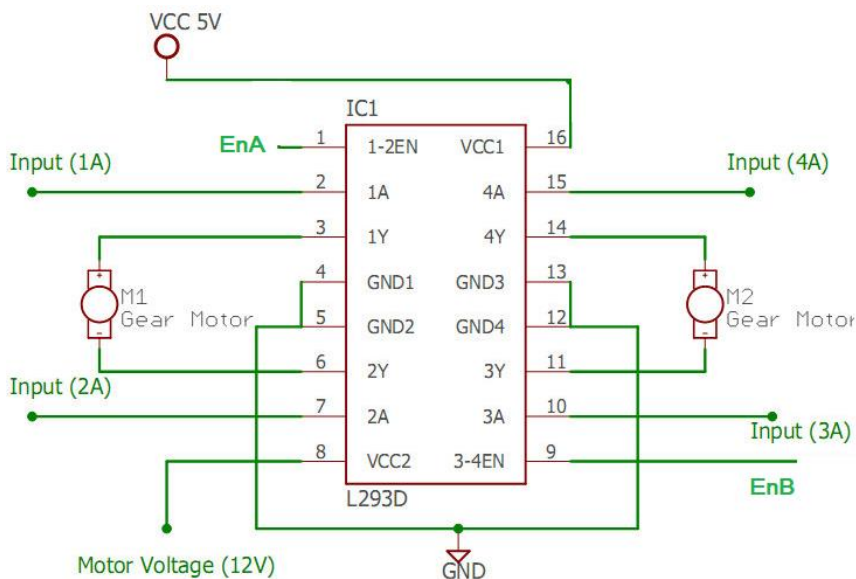 VCC 5V
IC1
EnA
1
1-2EN
VCC1
16
Input (1A)
Input (4A)
2
1A
4A
15
3
1Y
4Y
14
4
GND1
GND3
13
+
M1
Gear Motor
+
M2
Gear Motor
-
-
5
GND2
GND4
12
6
2Y
3Y
11
Input (2A)
7
2A
3A
10
Input (3A)
8
VCC2
3-4EN
9
EnB
L293D
Motor Voltage (12V)
GND